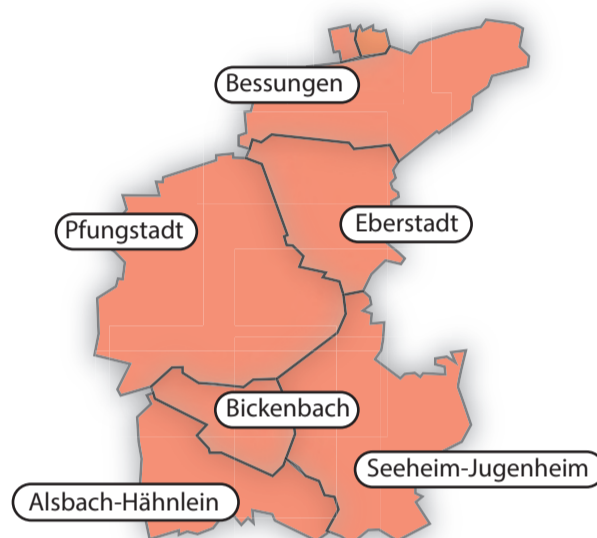 Bessungen
Pfungstadt
Eberstadt
Bickenbach
Seeheim-Jugenheim
Alsbach-Hähnlein